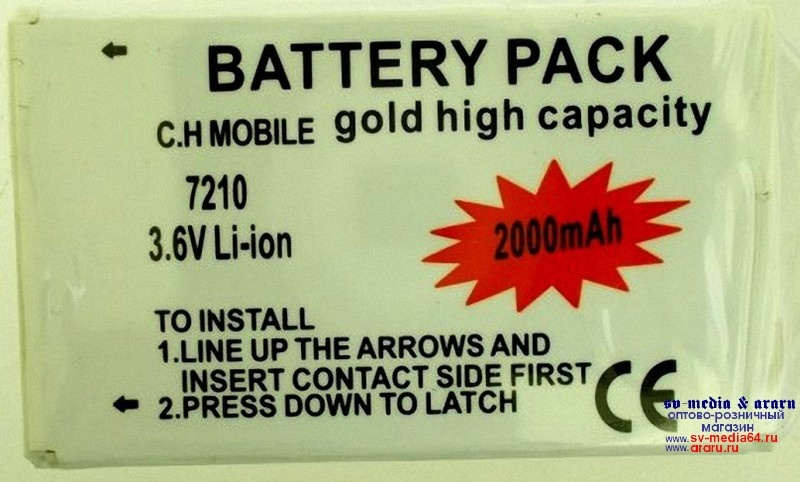 BATTERY PACK
C.H MOBILE gold high capacity
7210
3.6V Li-ion
2000mAh
TO INSTALL
1.LINE UP THE ARROWS AND
INSERT CONTACT SIDE FIRST
2.PRESS DOWN TO LATCH
CE
sv-media & araru
оптово-розничный
магазин
www.sv-media64.ru
www.araru.ru